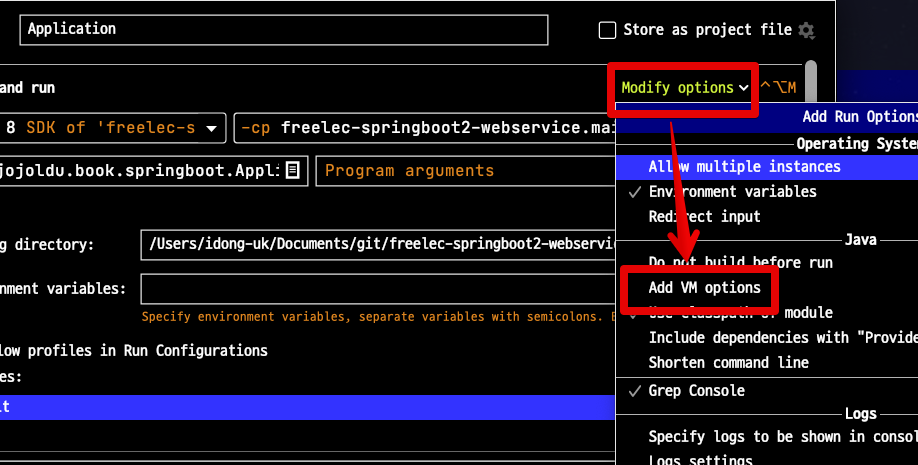 Application
Store as project file
and run
Modify options
^⌥M
8 SDK of 'freelec-s
-cp freelec-springboot2-webservice.mai
jojoldu.book.springboot.Appli
Program arguments
g directory:
/Users/idong-uk/Documents/git/freelec-springboot2-webservic
nment variables:
Specify environment variables, separate variables with semicolons. E
low profiles in Run Configurations
es:
lt
Add Run Options
Operating System
Allow multiple instances
✓ Environment variables
Redirect input
Java
Do not build before run
Add VM options
✓ Use classpath of module
Include dependencies with "Provide
Shorten command line
✓ Grep Console
Logs
Specify logs to be shown in consol
Logs settings